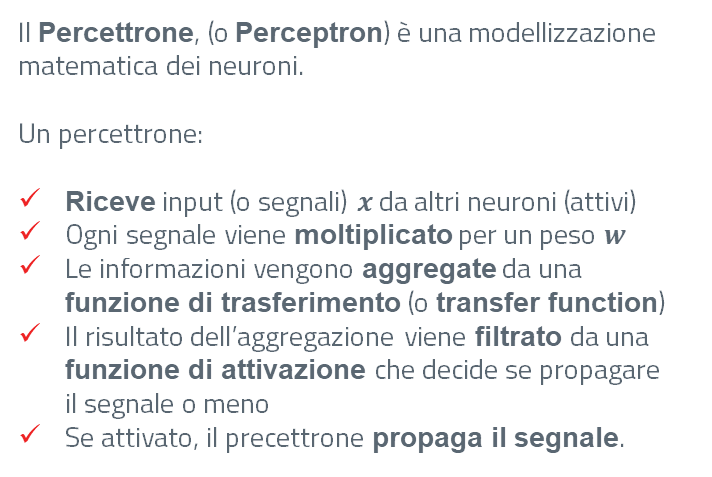 Il Percettrone, (o Perceptron) è una modellizzazione
matematica dei neuroni.
Un percettrone:
✓ Riceve input (o segnali) x da altri neuroni (attivi)
✓ Ogni segnale viene moltiplicato per un peso w
✓ Le informazioni vengono aggregate da una
funzione di trasferimento (o transfer function)
✓ Il risultato dell’aggregazione viene filtrato da una
funzione di attivazione che decide se propagare
il segnale o meno
✓ Se attivato, il precettrone propaga il segnale.